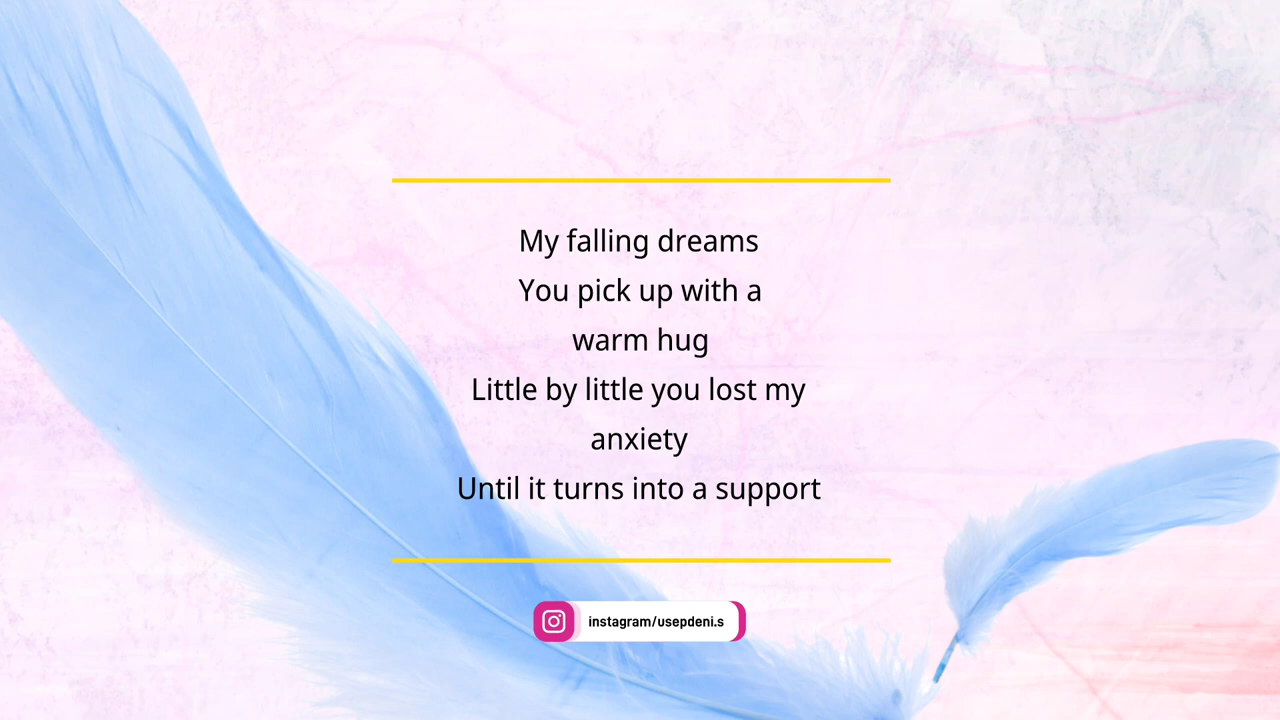 My falling dreams
You pick up with a
warm hug
Little by little you lost my
anxiety
Until it turns into a support
instagram/usepdeni.s